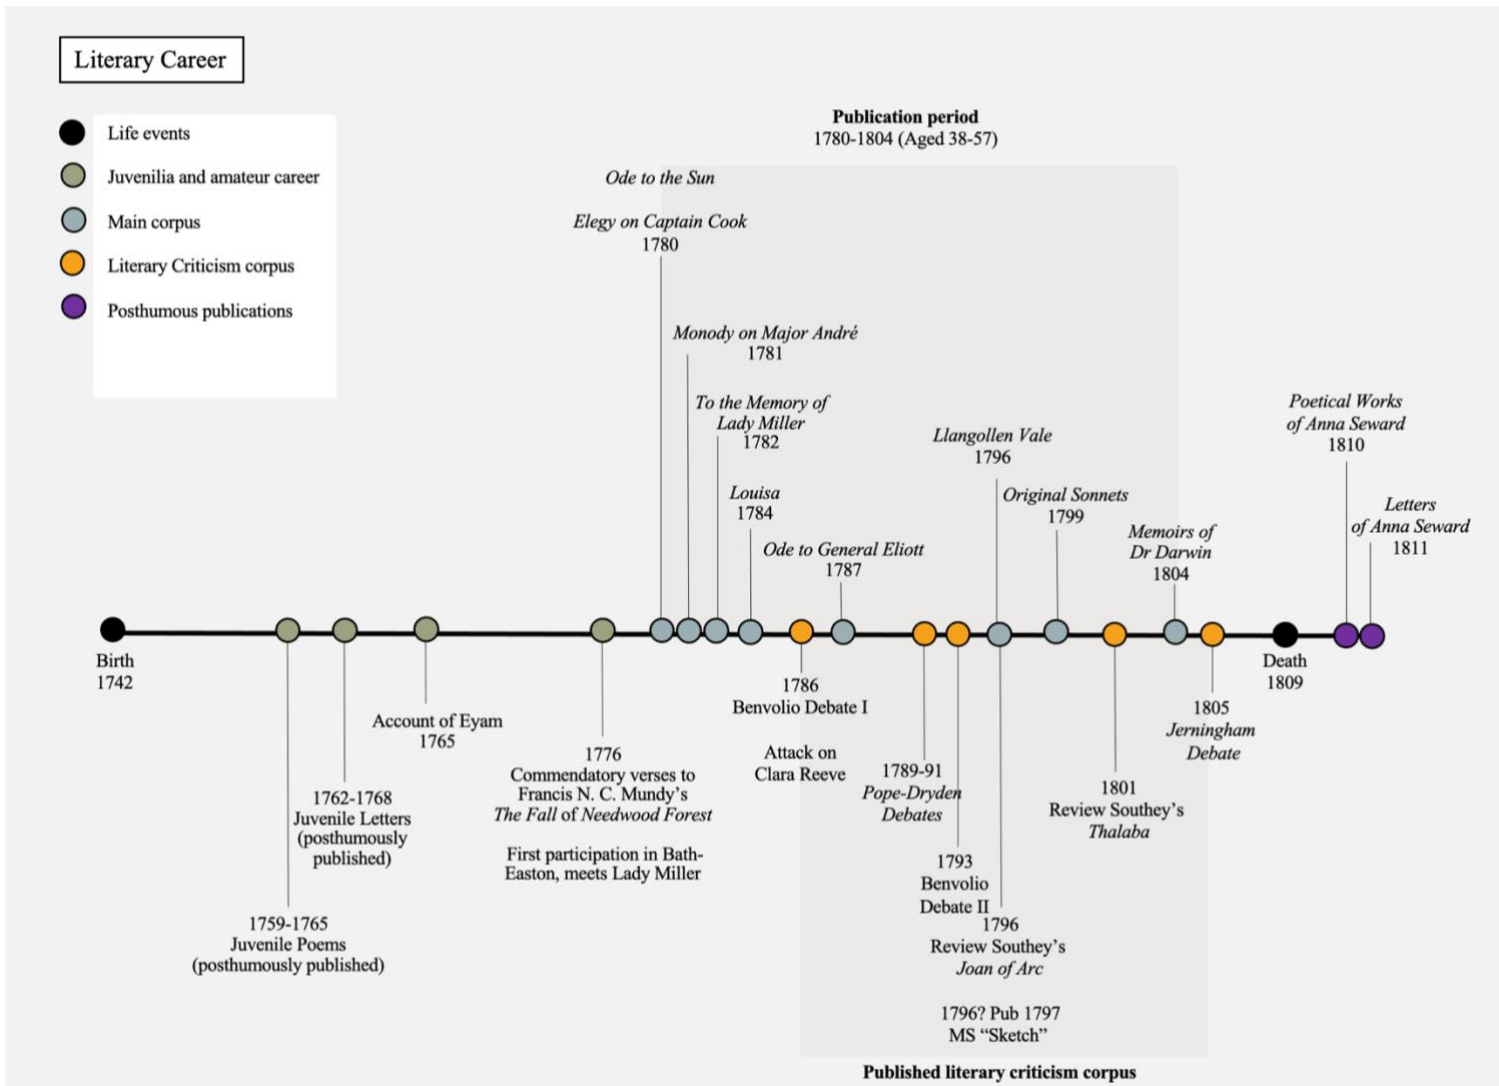 Literary Career
Life events
Juvenilia and amateur career
Main corpus
Literary Criticism corpus
Posthumous publications
Publication period
1780-1804 (Aged 38-57)
Ode to the Sun
Elegy on Captain Cook
1780
Monody on Major André
1781
To the Memory of
Lady Miller
1782
Louisa
1784
Ode to General Eliott
1787
Llangollen Vale
1796
Original Sonnets
1799
Memoirs of
Dr Darwin
1804
Poetical Works
of Anna Seward
1810
Letters
of Anna Seward
1811
Birth
1742
1759-1765
Juvenile Poems
(posthumously published)
1762-1768
Juvenile Letters
(posthumously
published)
Account of Eyam
1765
1776
Commendatory verses to
Francis N. C. Mundy’s
The Fall of Needwood Forest
First participation in Bath-
Easton, meets Lady Miller
1786
Benvolio Debate I
Attack on
Clara Reeve
1789-91
Pope-Dryden
Debates
1793
Benvolio
Debate II
1796
Review Southey’s
Joan of Arc
1796? Pub 1797
MS “Sketch”
1801
Review Southey’s
Thalaba
1805
Jerningham
Debate
Death
1809
Published literary criticism corpus